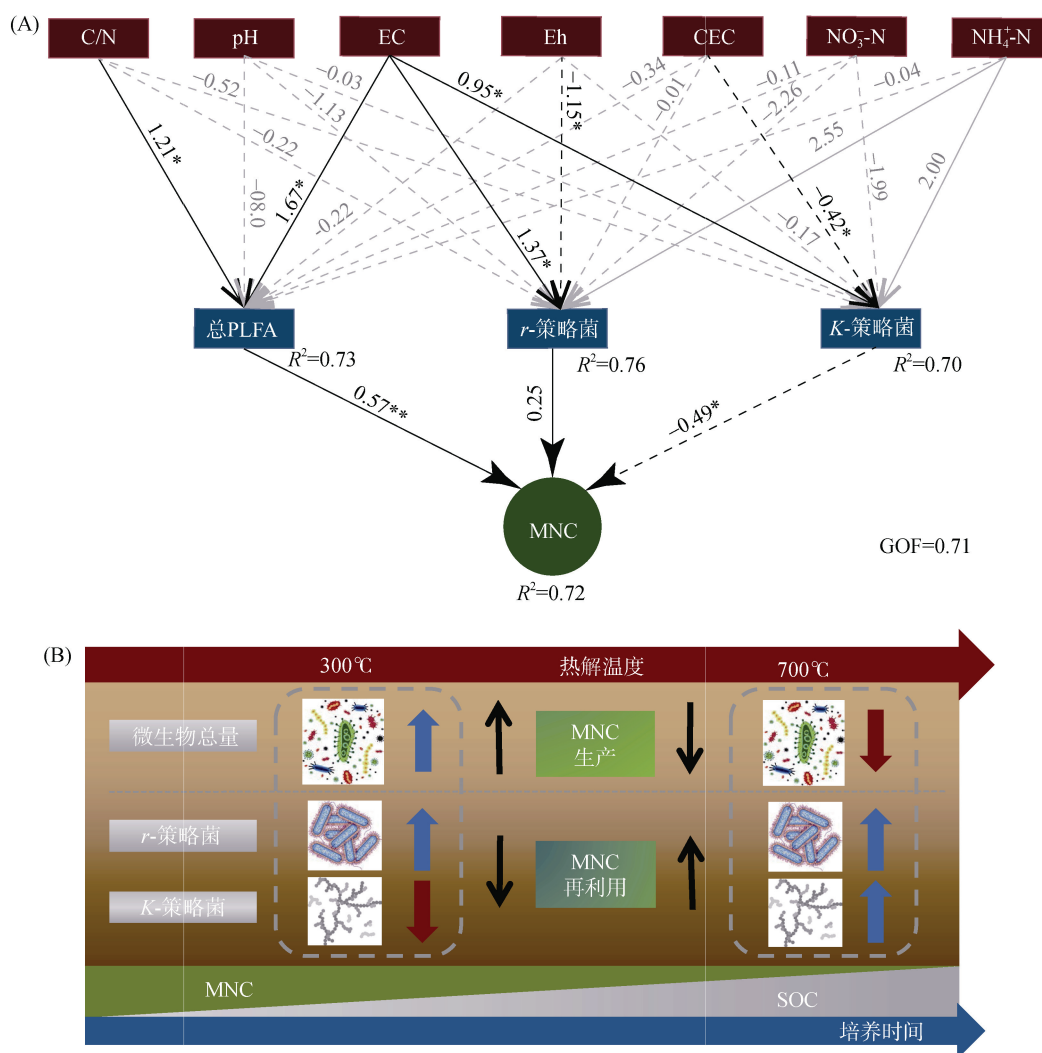 (A)
C/N
pH
EC
Eh
CEC
NO₃⁻-N
NH₄⁺-N
−0.52
−0.03
−1.13
0.95*
−1.15*
−0.34
−0.01
−0.11
−2.26
−0.04
1.21*
−0.22
−0.80
1.67*
−0.22
1.37*
2.55
−0.17
−0.42*
−1.99
2.00
总PLFA
r-策略菌
K-策略菌
R²=0.73
R²=0.76
R²=0.70
0.57**
0.25
−0.49*
MNC
GOF=0.71
R²=0.72
(B)
300℃
热解温度
700℃
微生物总量
MNC
生产
r-策略菌
MNC
再利用
K-策略菌
MNC
SOC
培养时间